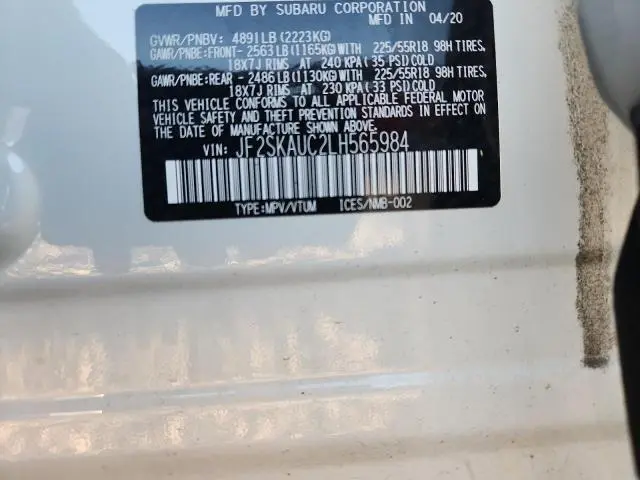 MFD BY SUBARU CORPORATION
MFD IN 04/20
GVWR/PNBV: 4891LB (2223KG)
GAWR/PNBE:FRONT- 2563LB(1165KG)WITH 225/55R18 98H TIRES,
18X7J RIMS AT 240 KPA(35 PSI)COLD
GAWR/PNBE:REAR - 2486LB(1130KG)WITH 225/55R18 98H TIRES,
18X7J RIMS AT 230 KPA(33 PSI)COLD
THIS VEHICLE CONFORMS TO ALL APPLICABLE FEDERAL MOTOR
VEHICLE SAFETY AND THEFT PREVENTION STANDARDS IN EFFECT ON
THE DATE OF MANUFACTURE SHOWN ABOVE.
VIN: JF2SKAUC2LH565984
TYPE:MPV/VTUM ICES/NMB-002